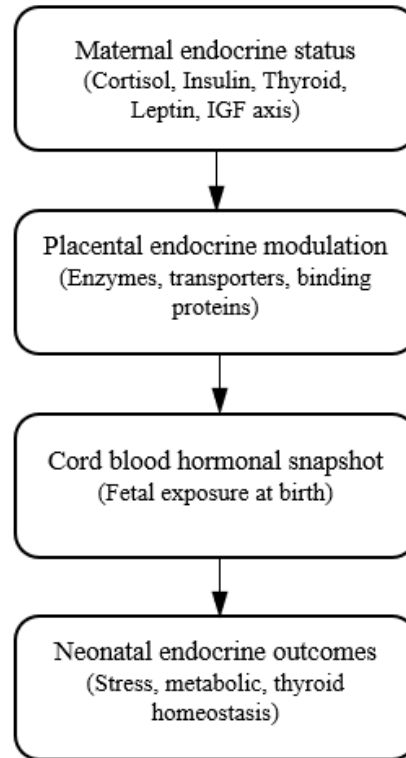 Maternal endocrine status
(Cortisol, Insulin, Thyroid,
Leptin, IGF axis)
Placental endocrine modulation
(Enzymes, transporters, binding
proteins)
Cord blood hormonal snapshot
(Fetal exposure at birth)
Neonatal endocrine outcomes
(Stress, metabolic, thyroid
homeostasis)